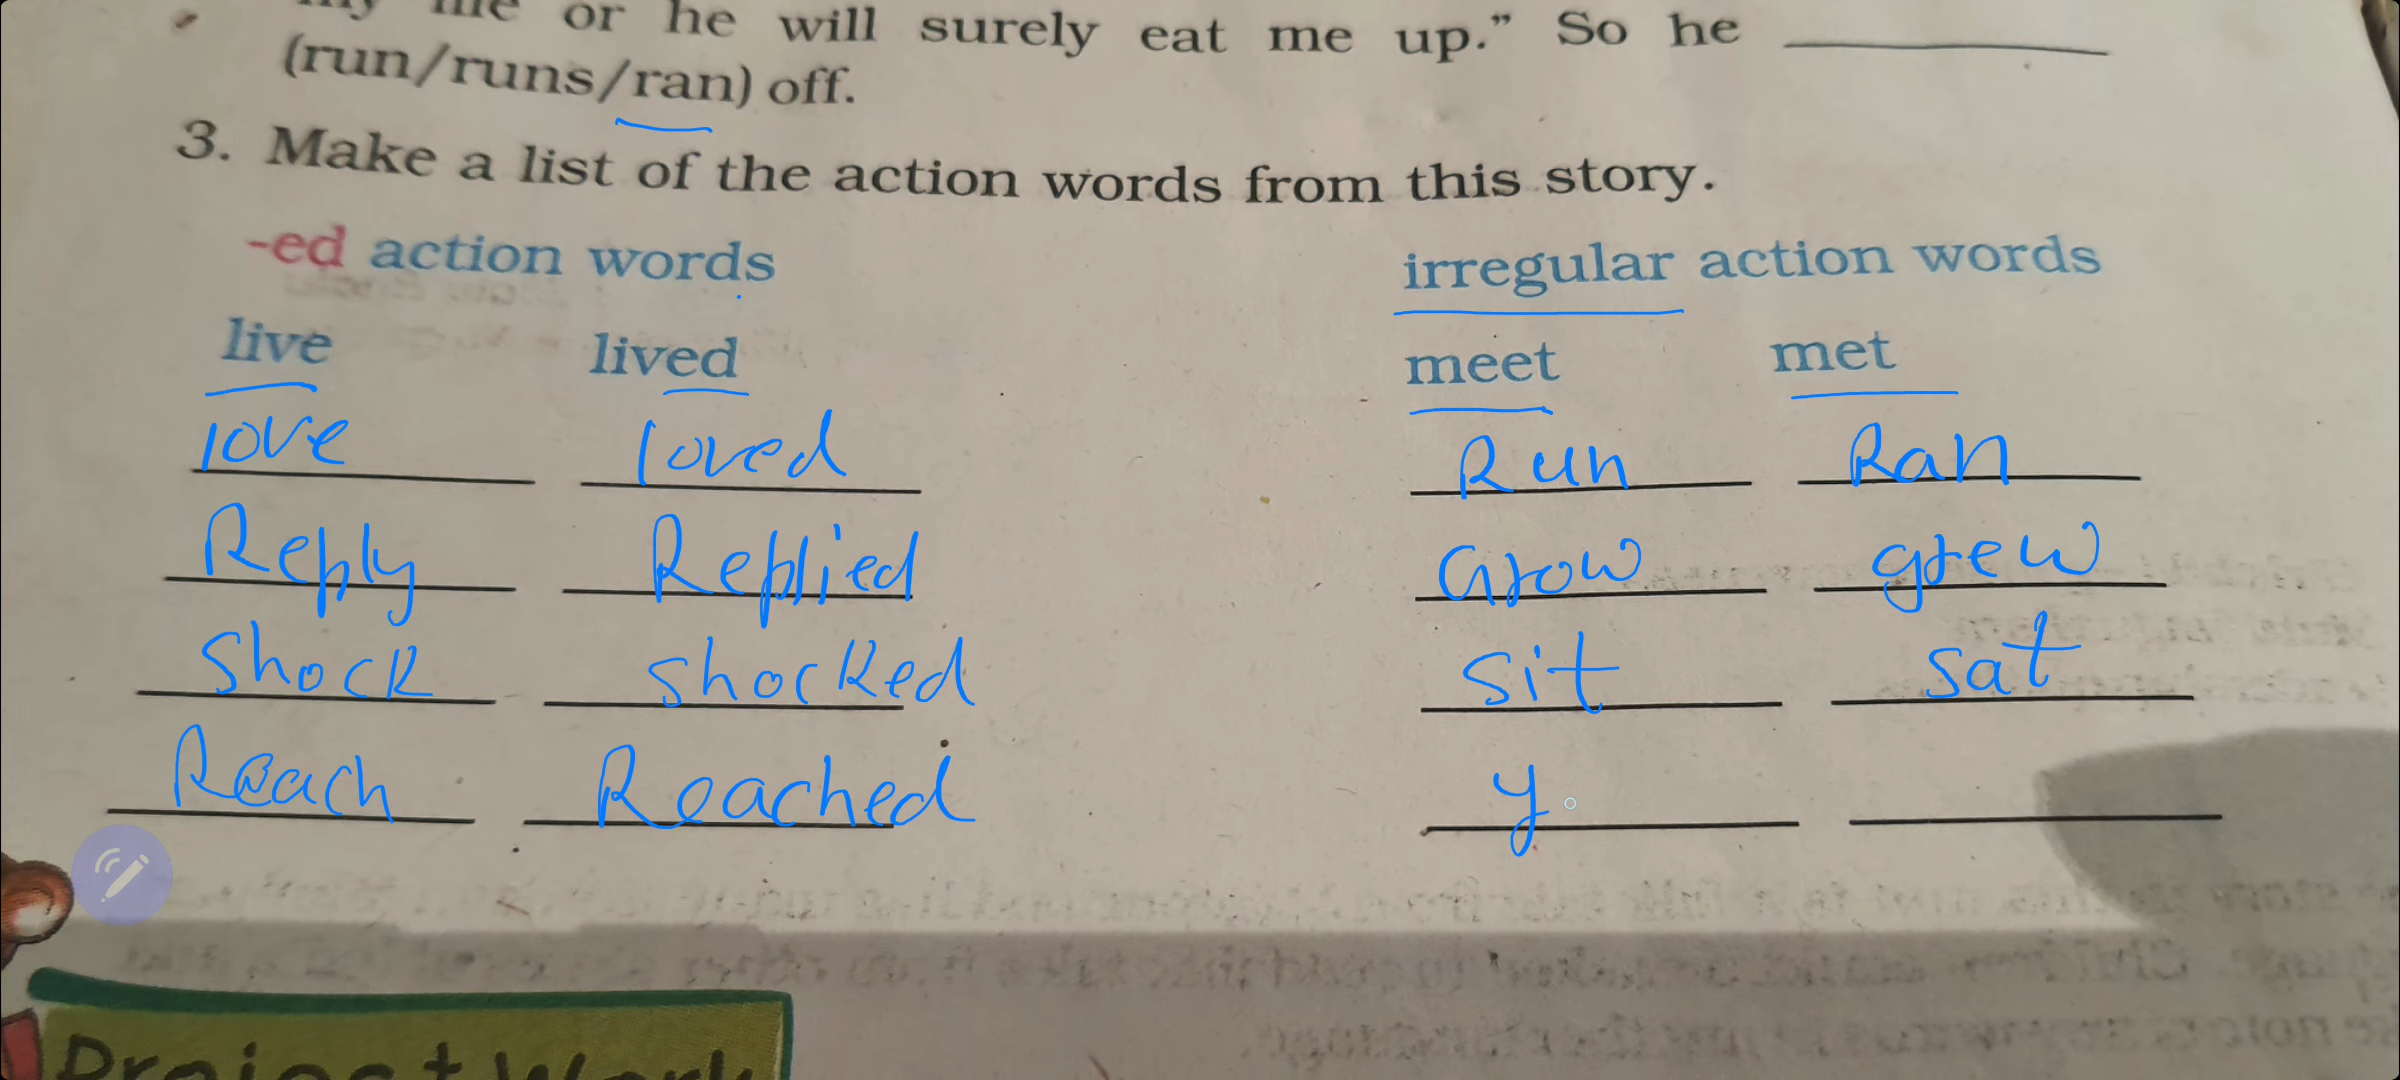 or he will surely eat me up.” So he
(run/runs/ran) off.
3. Make a list of the action words from this story.
-ed action words irregular action words
live lived meet met
love loved Run Ran
Reply Replied Grow grew
Shock shocked sit sat
Reach Reached y
Project Work